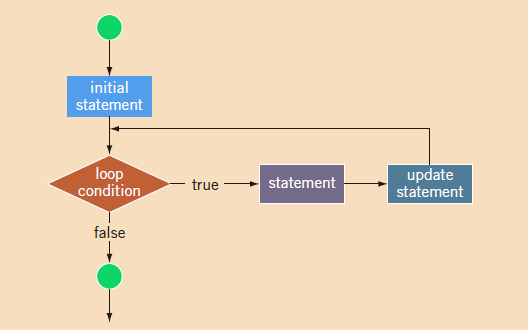 initial
statement
loop
condition
true
statement
update
statement
false